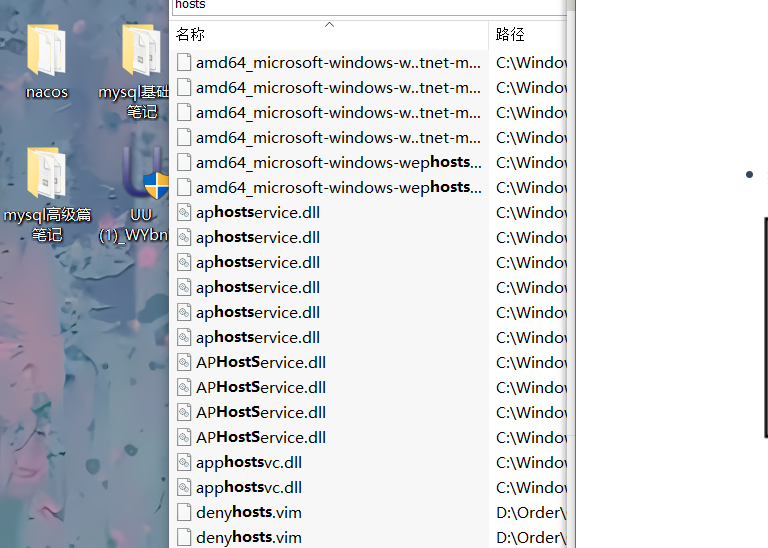 hosts
名称
路径
amd64_microsoft-windows-w..tnet-m... C:\Window
amd64_microsoft-windows-w..tnet-m... C:\Window
amd64_microsoft-windows-w..tnet-m... C:\Window
amd64_microsoft-windows-w..tnet-m... C:\Window
amd64_microsoft-windows-wephosts... C:\Window
amd64_microsoft-windows-wephosts... C:\Window
aphostservice.dll C:\Window
aphostservice.dll C:\Window
aphostservice.dll C:\Window
aphostservice.dll C:\Window
aphostservice.dll C:\Window
aphostservice.dll C:\Window
APHostService.dll C:\Window
APHostService.dll C:\Window
APHostService.dll C:\Window
APHostService.dll C:\Window
apphostsvc.dll C:\Window
apphostsvc.dll C:\Window
denyhosts.vim D:\Order\
denyhosts.vim D:\Order\
nacos
mysql基础
笔记
mysql高级篇
笔记
UU
(1)_WYbn